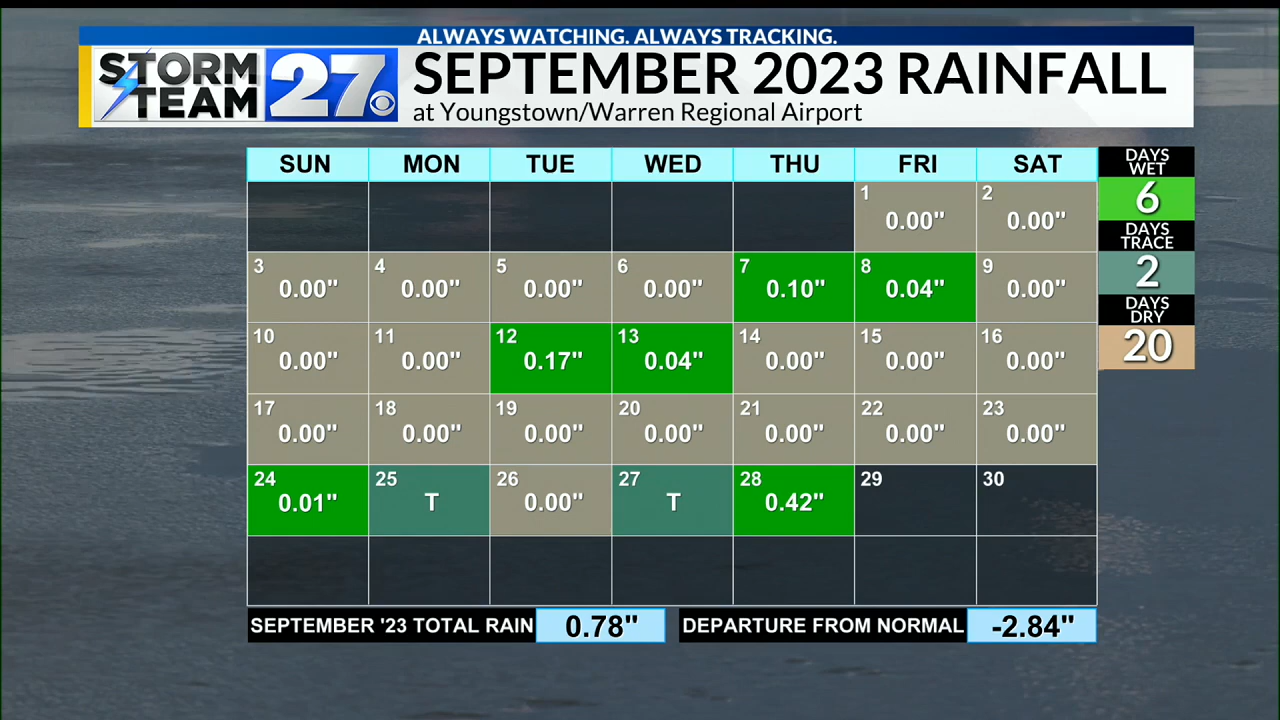 ALWAYS WATCHING. ALWAYS TRACKING.
STORM TEAM 27
SEPTEMBER 2023 RAINFALL
at Youngstown/Warren Regional Airport
SUN MON TUE WED THU FRI SAT
1 2
0.00" 0.00"
3 4 5 6 7 8 9
0.00" 0.00" 0.00" 0.00" 0.10" 0.04" 0.00"
10 11 12 13 14 15 16
0.00" 0.00" 0.17" 0.04" 0.00" 0.00" 0.00"
17 18 19 20 21 22 23
0.00" 0.00" 0.00" 0.00" 0.00" 0.00" 0.00"
24 25 26 27 28 29 30
0.01" T 0.00" T 0.42"
DAYS
WET
6
DAYS
TRACE
2
DAYS
DRY
20
SEPTEMBER '23 TOTAL RAIN 0.78" DEPARTURE FROM NORMAL -2.84"